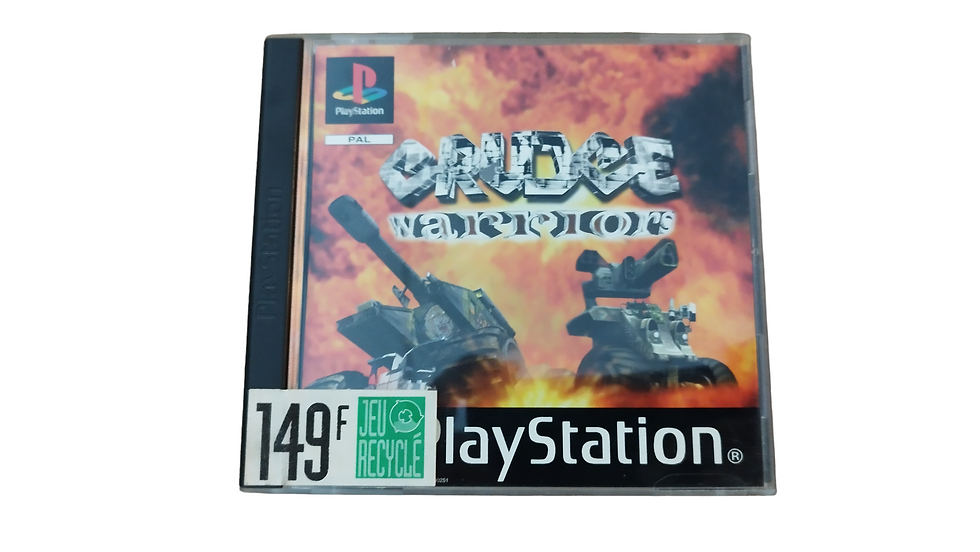 PlayStation
PAL
GRUDGE
warriors
PlayStation
149F
JEU
RECYCLÉ
PlayStation®